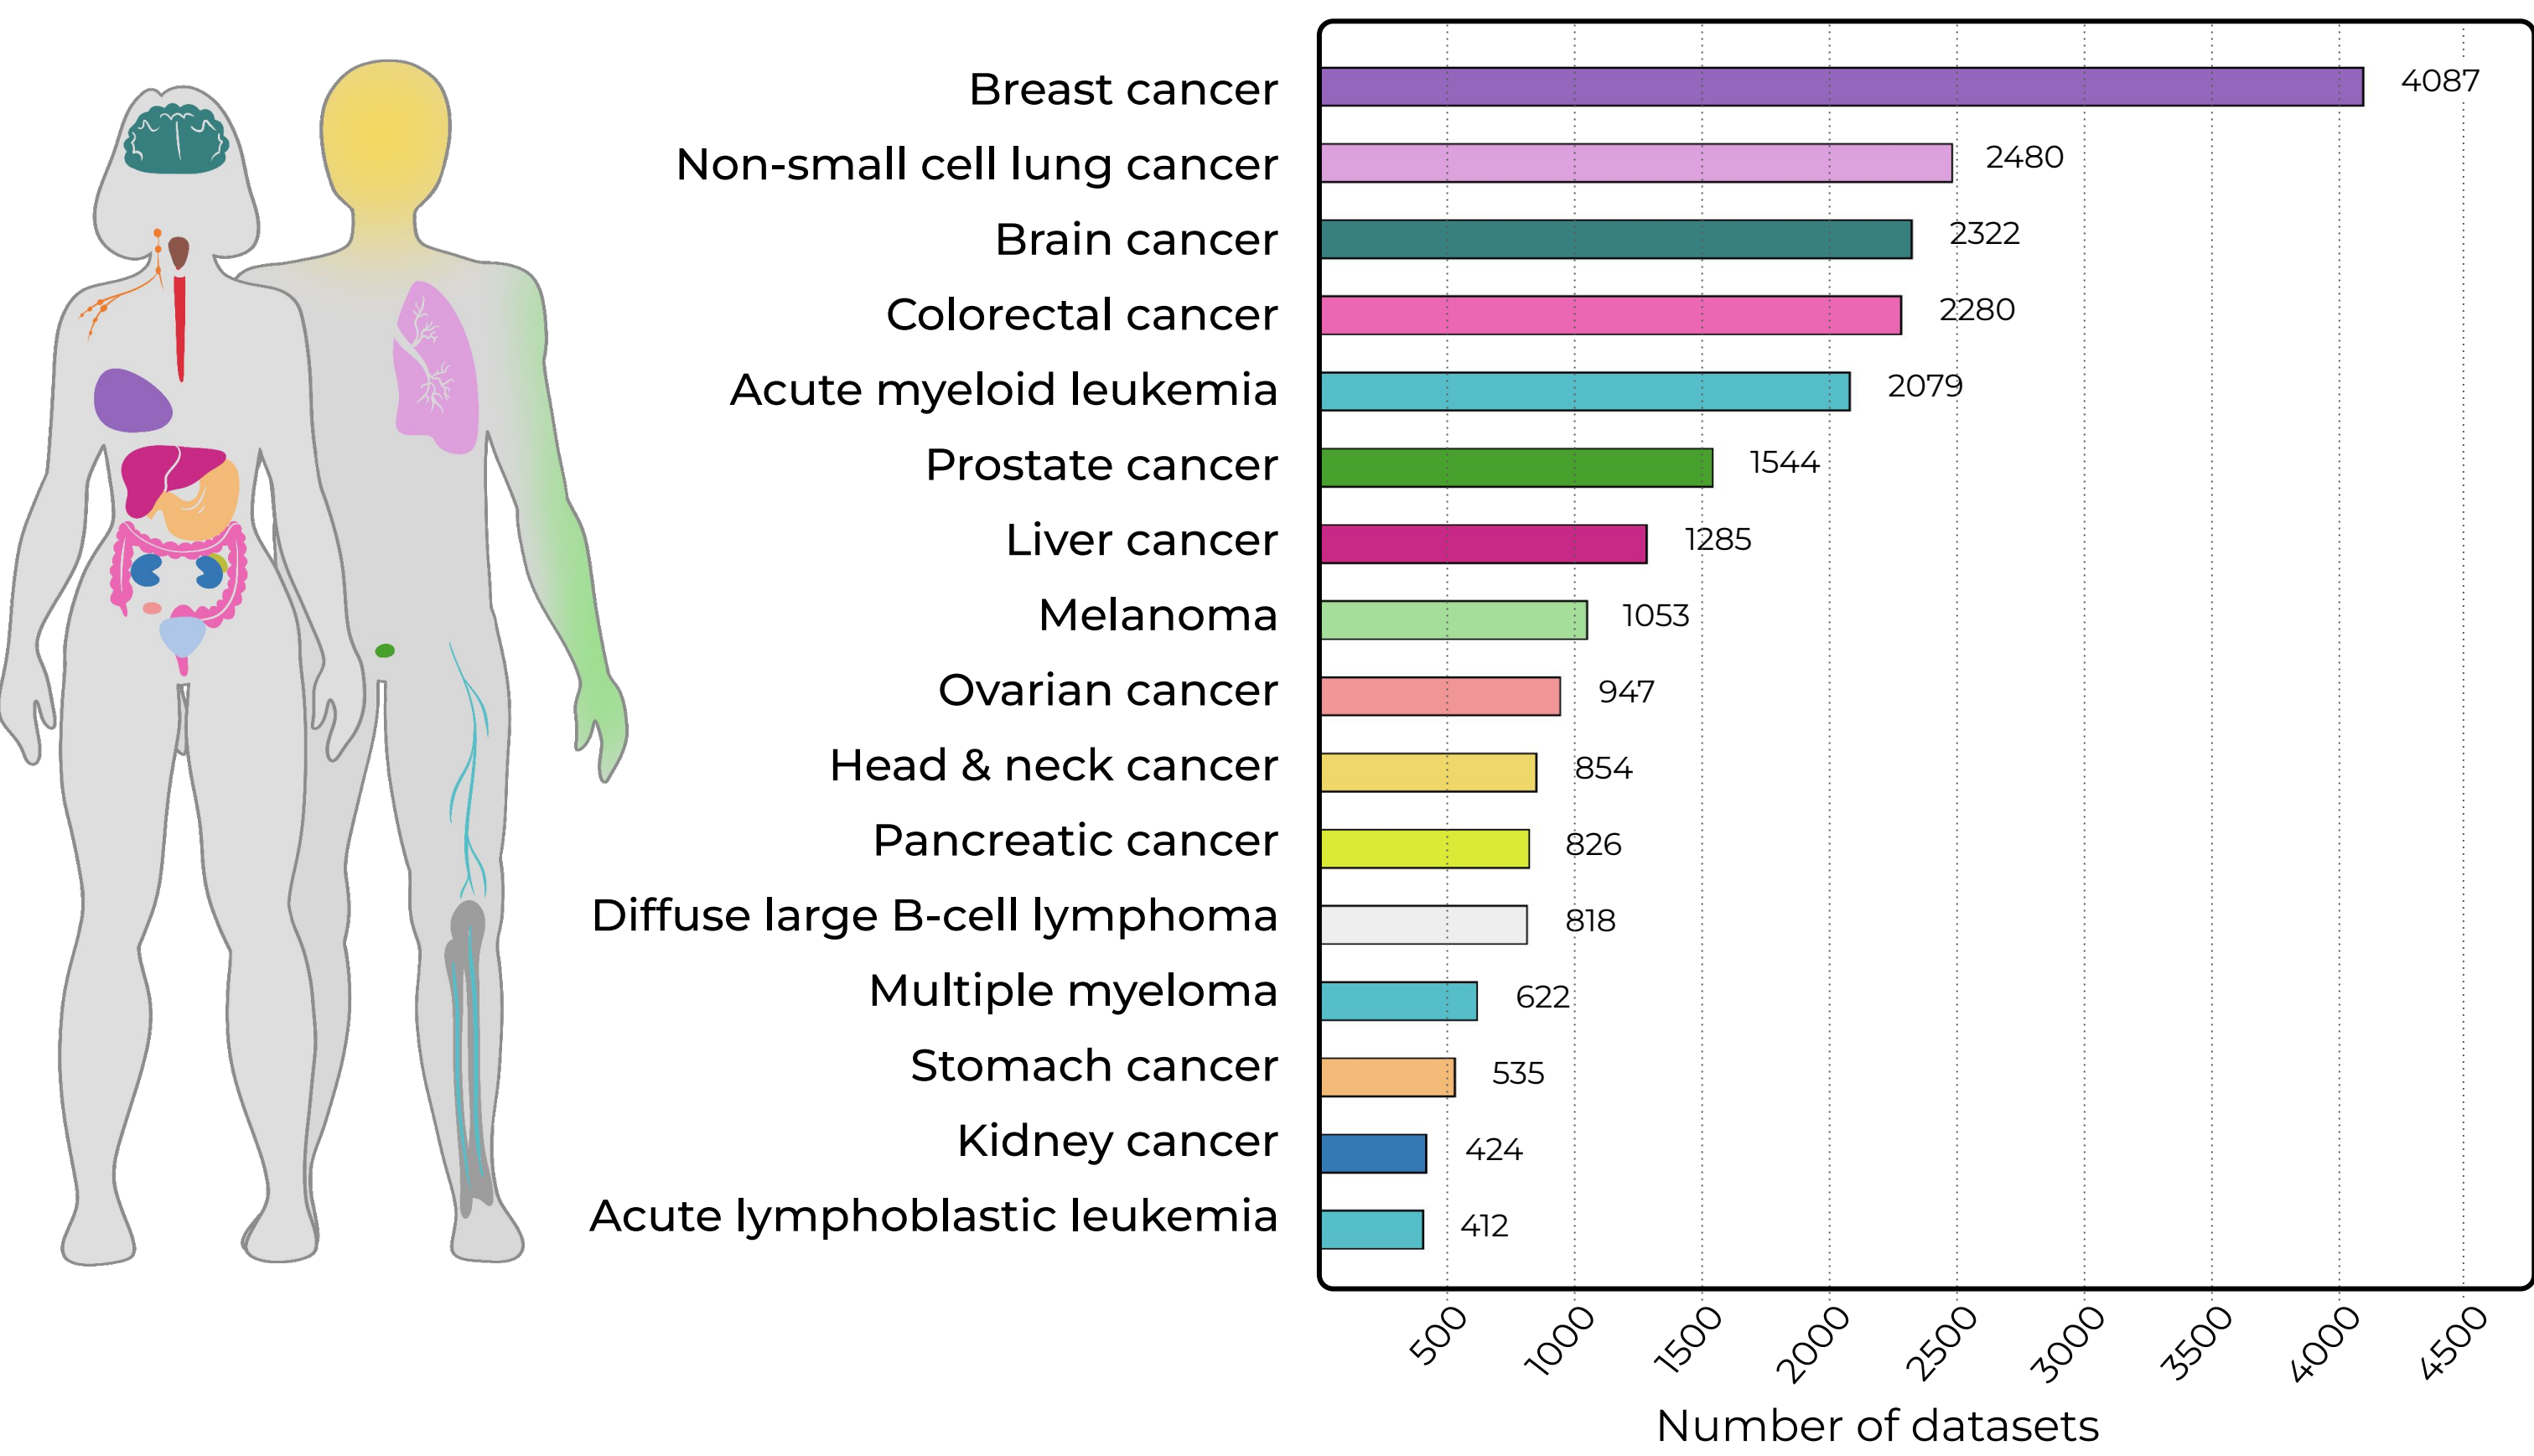 Breast cancer 4087
Non-small cell lung cancer 2480
Brain cancer 2322
Colorectal cancer 2280
Acute myeloid leukemia 2079
Prostate cancer 1544
Liver cancer 1285
Melanoma 1053
Ovarian cancer 947
Head & neck cancer 854
Pancreatic cancer 826
Diffuse large B-cell lymphoma 818
Multiple myeloma 622
Stomach cancer 535
Kidney cancer 424
Acute lymphoblastic leukemia 412
500 1000 1500 2000 2500 3000 3500 4000 4500
Number of datasets